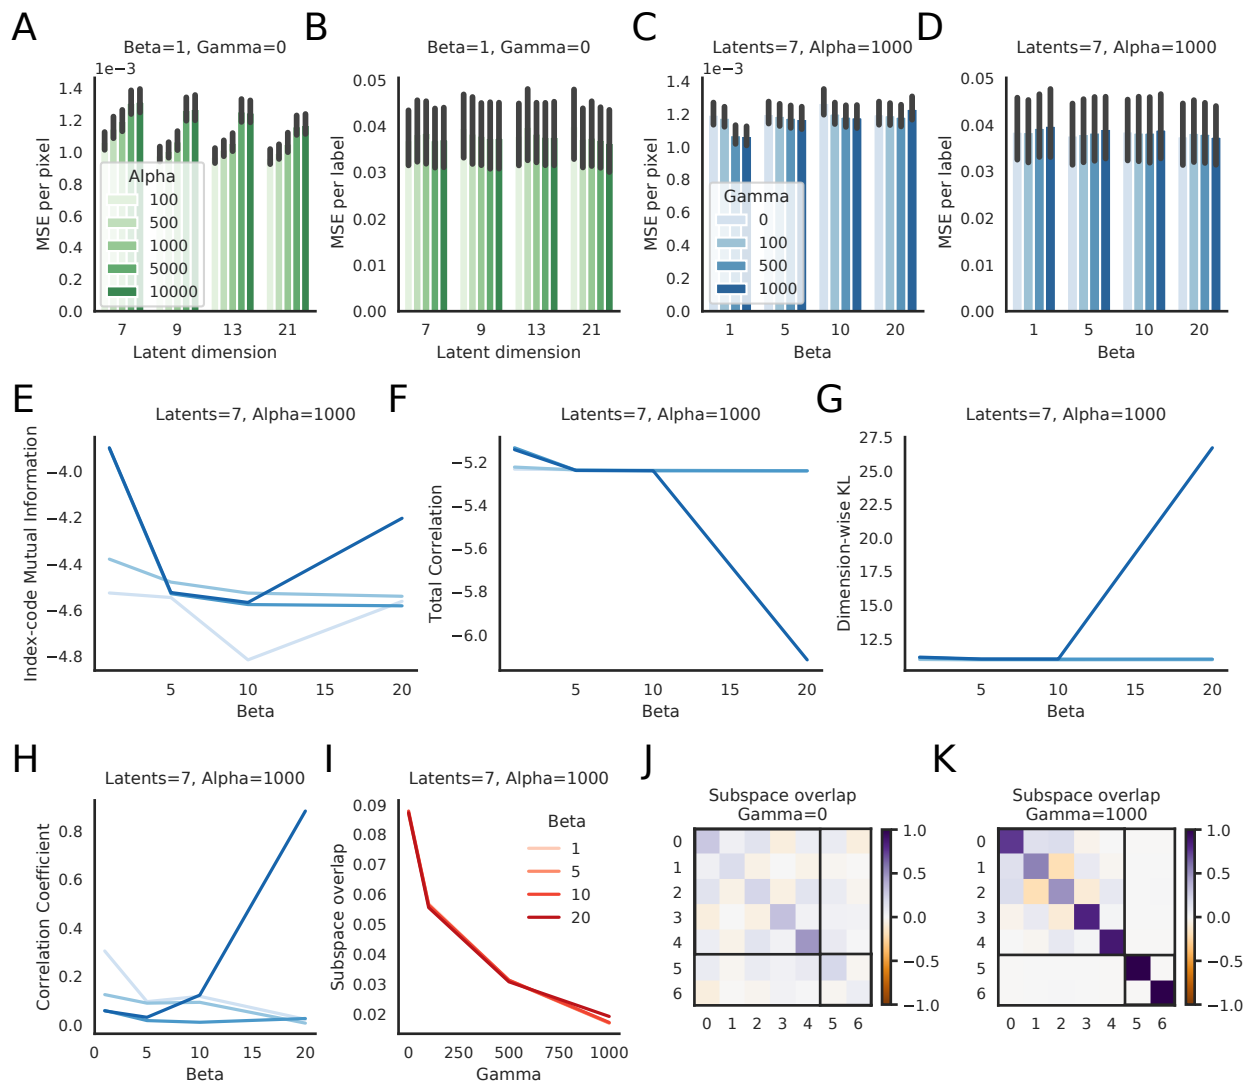 A
B
C
D
Beta=1, Gamma=0
Beta=1, Gamma=0
Latents=7, Alpha=1000
Latents=7, Alpha=1000
1e−3
MSE per pixel
1.4
1.2
1.0
0.8
0.6
0.4
0.2
0.0
Alpha
100
500
1000
5000
10000
7 9 13 21
Latent dimension
MSE per label
0.05
0.04
0.03
0.02
0.01
0.00
7 9 13 21
Latent dimension
1e−3
MSE per pixel
1.4
1.2
1.0
0.8
0.6
0.4
0.2
0.0
Gamma
0
100
500
1000
1 5 10 20
Beta
MSE per label
0.05
0.04
0.03
0.02
0.01
0.00
1 5 10 20
Beta
E
F
G
Latents=7, Alpha=1000
Latents=7, Alpha=1000
Latents=7, Alpha=1000
Index-code Mutual Information
−4.0
−4.2
−4.4
−4.6
−4.8
5 10 15 20
Beta
Total Correlation
−5.2
−5.4
−5.6
−5.8
−6.0
5 10 15 20
Beta
Dimension-wise KL
27.5
25.0
22.5
20.0
17.5
15.0
12.5
5 10 15 20
Beta
H
I
J
K
Latents=7, Alpha=1000
Latents=7, Alpha=1000
Correlation Coefficient
0.8
0.6
0.4
0.2
0.0
0 5 10 15 20
Beta
Subspace overlap
0.09
0.08
0.07
0.06
0.05
0.04
0.03
0.02
Beta
1
5
10
20
0 250 500 750 1000
Gamma
Subspace overlap
Gamma=0
0
1
2
3
4
5
6
0 1 2 3 4 5 6
1.0
0.5
0.0
−0.5
−1.0
Subspace overlap
Gamma=1000
0
1
2
3
4
5
6
0 1 2 3 4 5 6
1.0
0.5
0.0
−0.5
−1.0